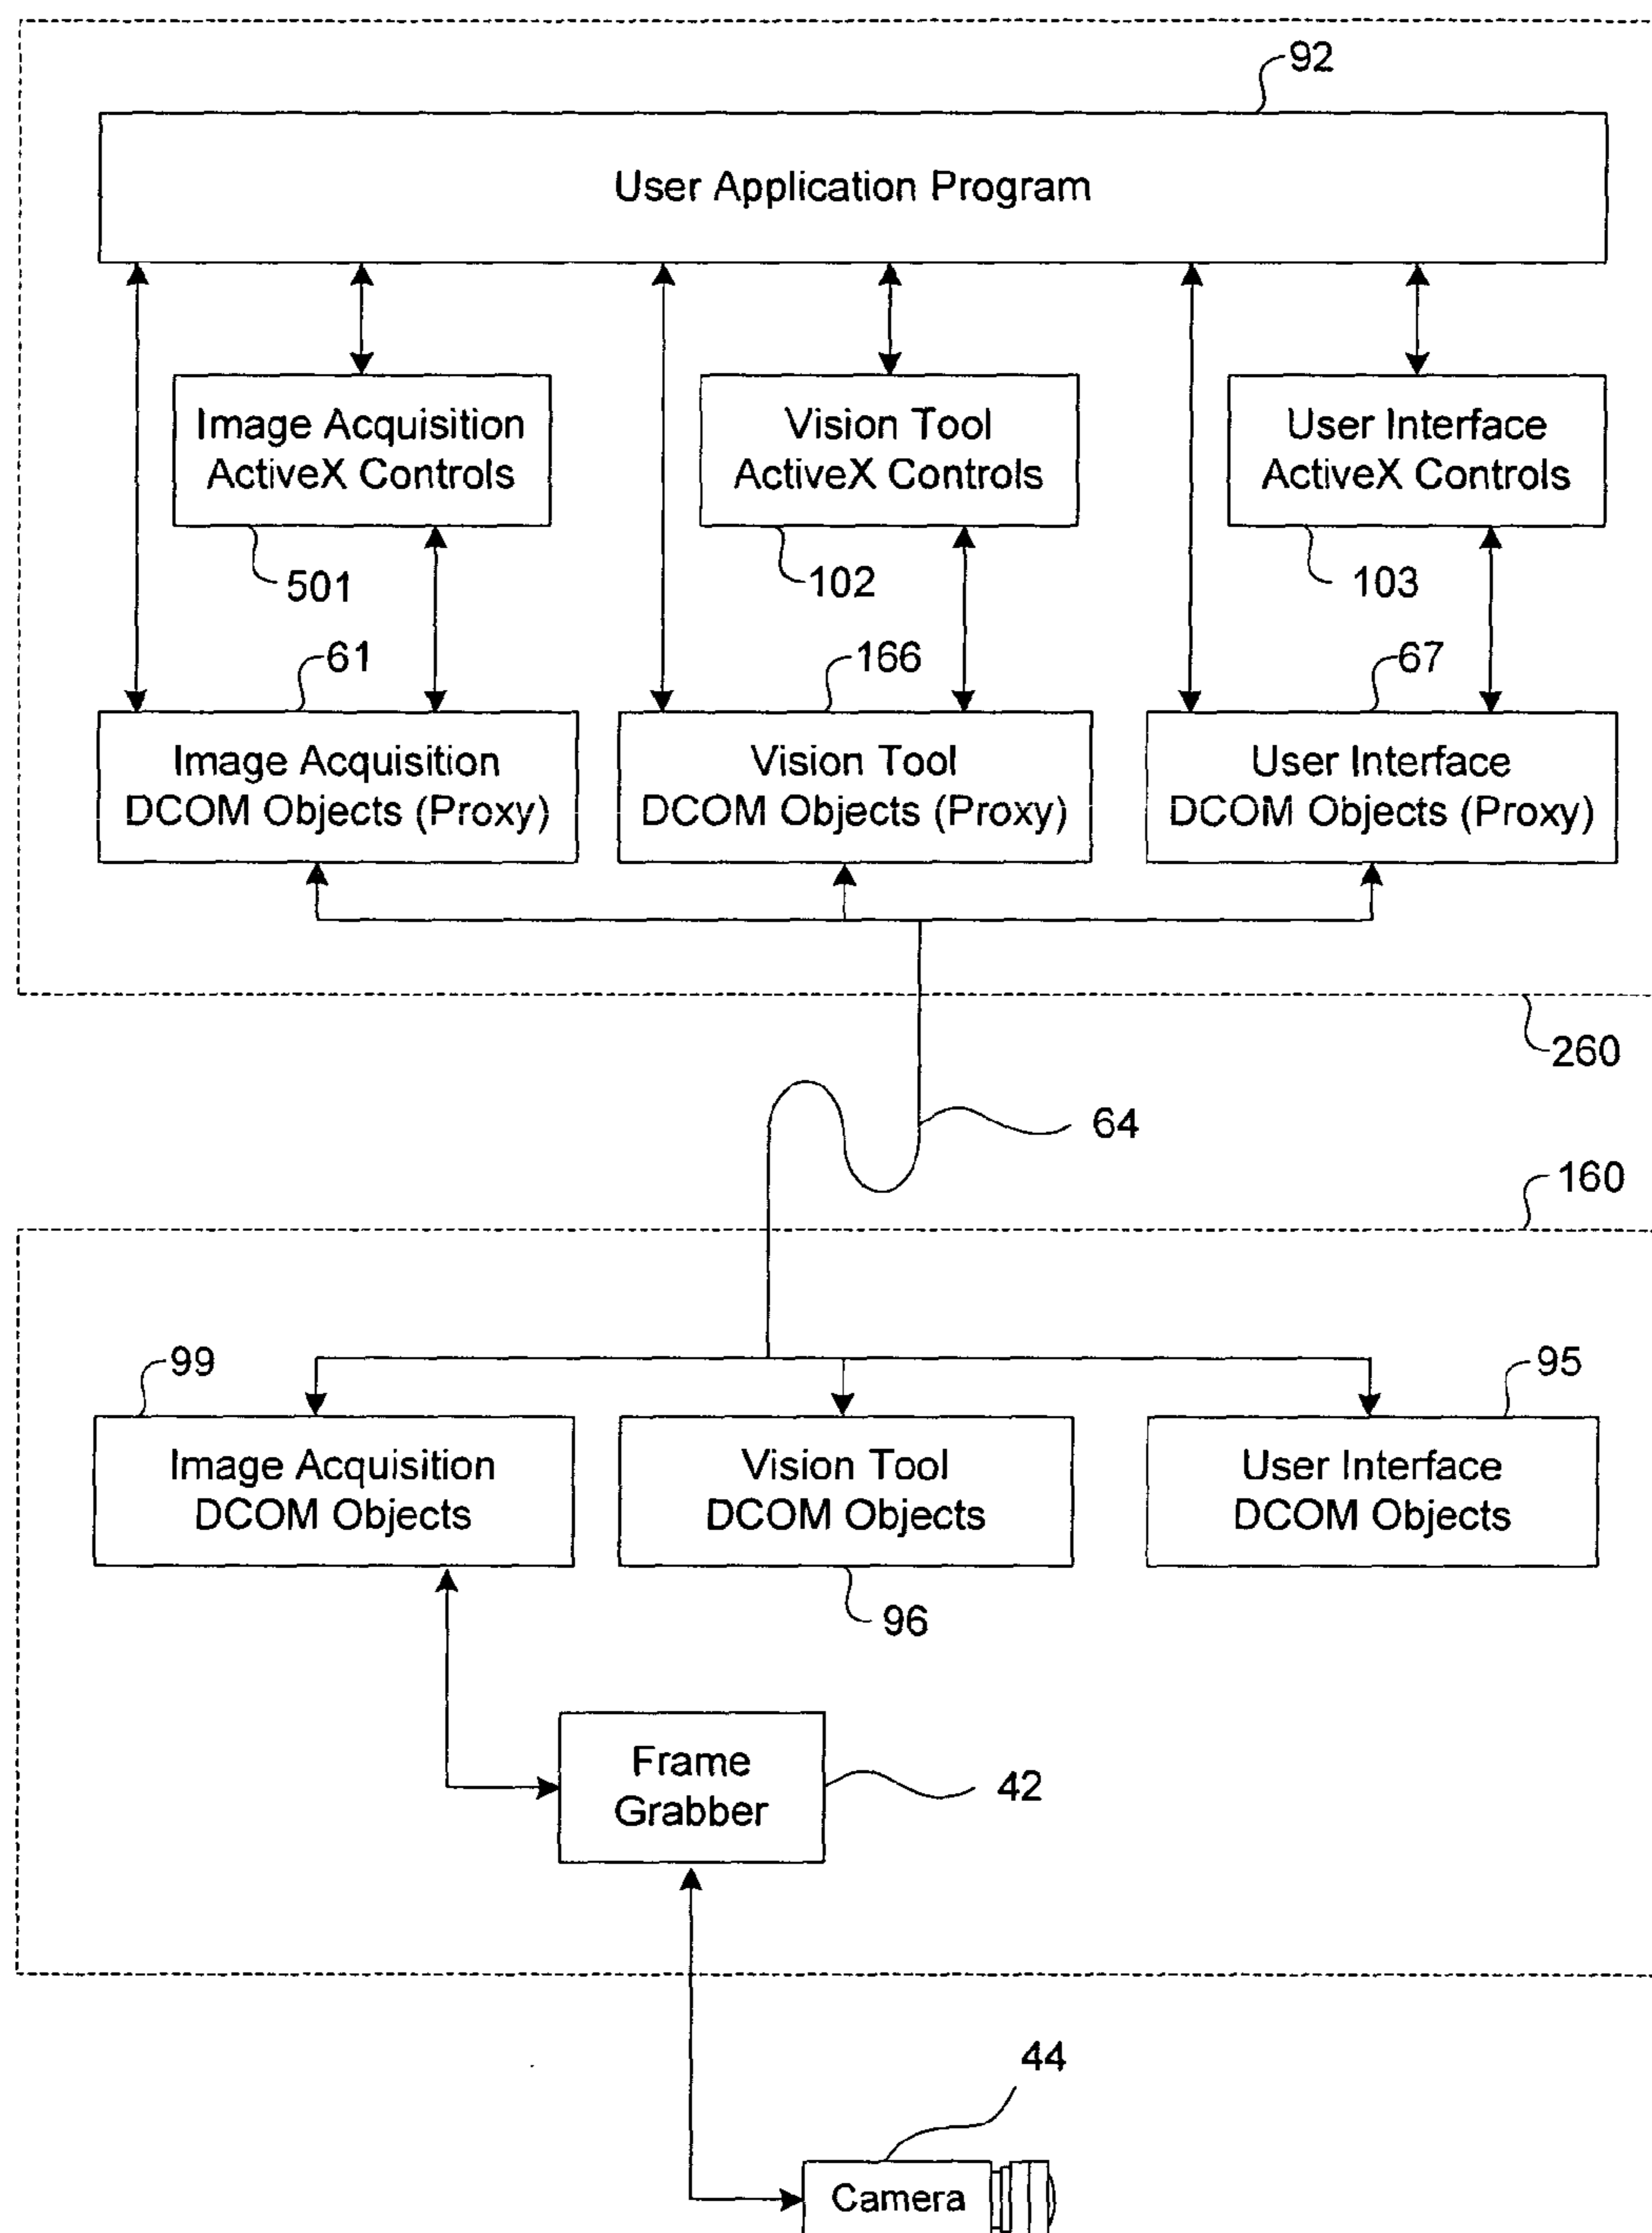 92
User Application Program
Image Acquisition
ActiveX Controls
Vision Tool
ActiveX Controls
User Interface
ActiveX Controls
501
102
103
61
166
67
Image Acquisition
DCOM Objects (Proxy)
Vision Tool
DCOM Objects (Proxy)
User Interface
DCOM Objects (Proxy)
260
64
160
99
95
Image Acquisition
DCOM Objects
Vision Tool
DCOM Objects
User Interface
DCOM Objects
96
Frame
Grabber
42
44
Camera